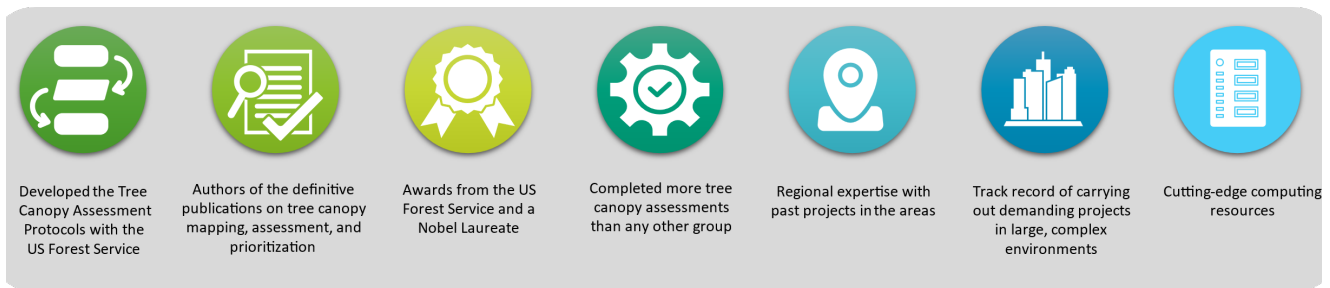 Developed the Tree
Canopy Assessment
Protocols with the
US Forest Service
Authors of the definitive
publications on tree canopy
mapping, assessment, and
prioritization
Awards from the US
Forest Service and a
Nobel Laureate
Completed more tree
canopy assessments
than any other group
Regional expertise with
past projects in the areas
Track record of carrying
out demanding projects
in large, complex
environments
Cutting-edge computing
resources